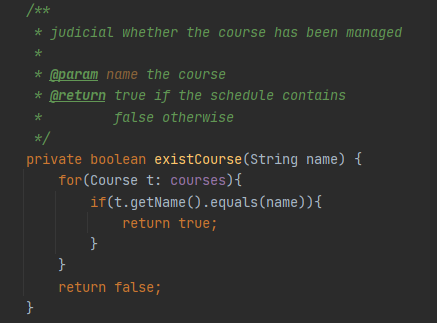 /**
 * judicial whether the course has been managed
 *
 * @param name the course
 * @return true if the schedule contains
 *         false otherwise
 */
private boolean existCourse(String name) {
    for(Course t: courses){
        if(t.getName().equals(name)){
            return true;
        }
    }
    return false;
}